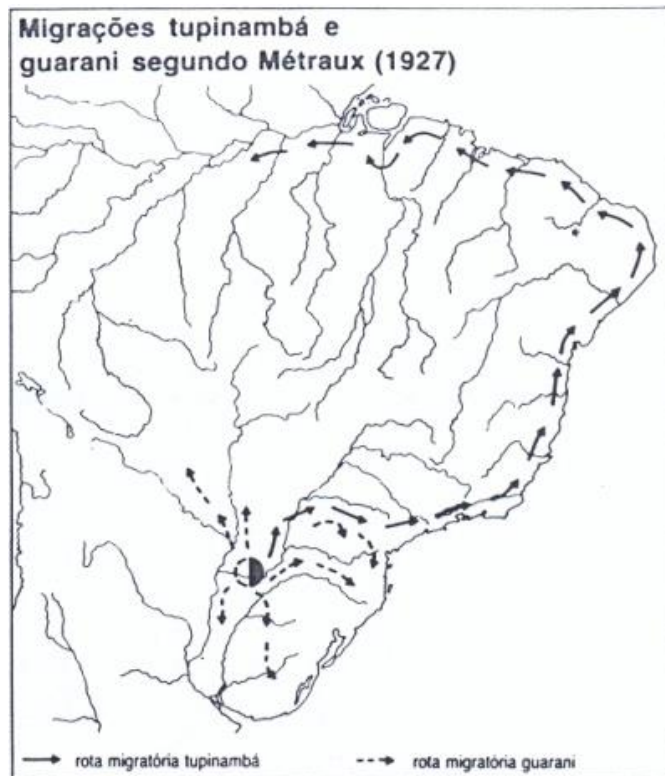 Migrações tupinambá e
guarani segundo Métraux (1927)
rota migratória tupinambá
rota migratória guarani